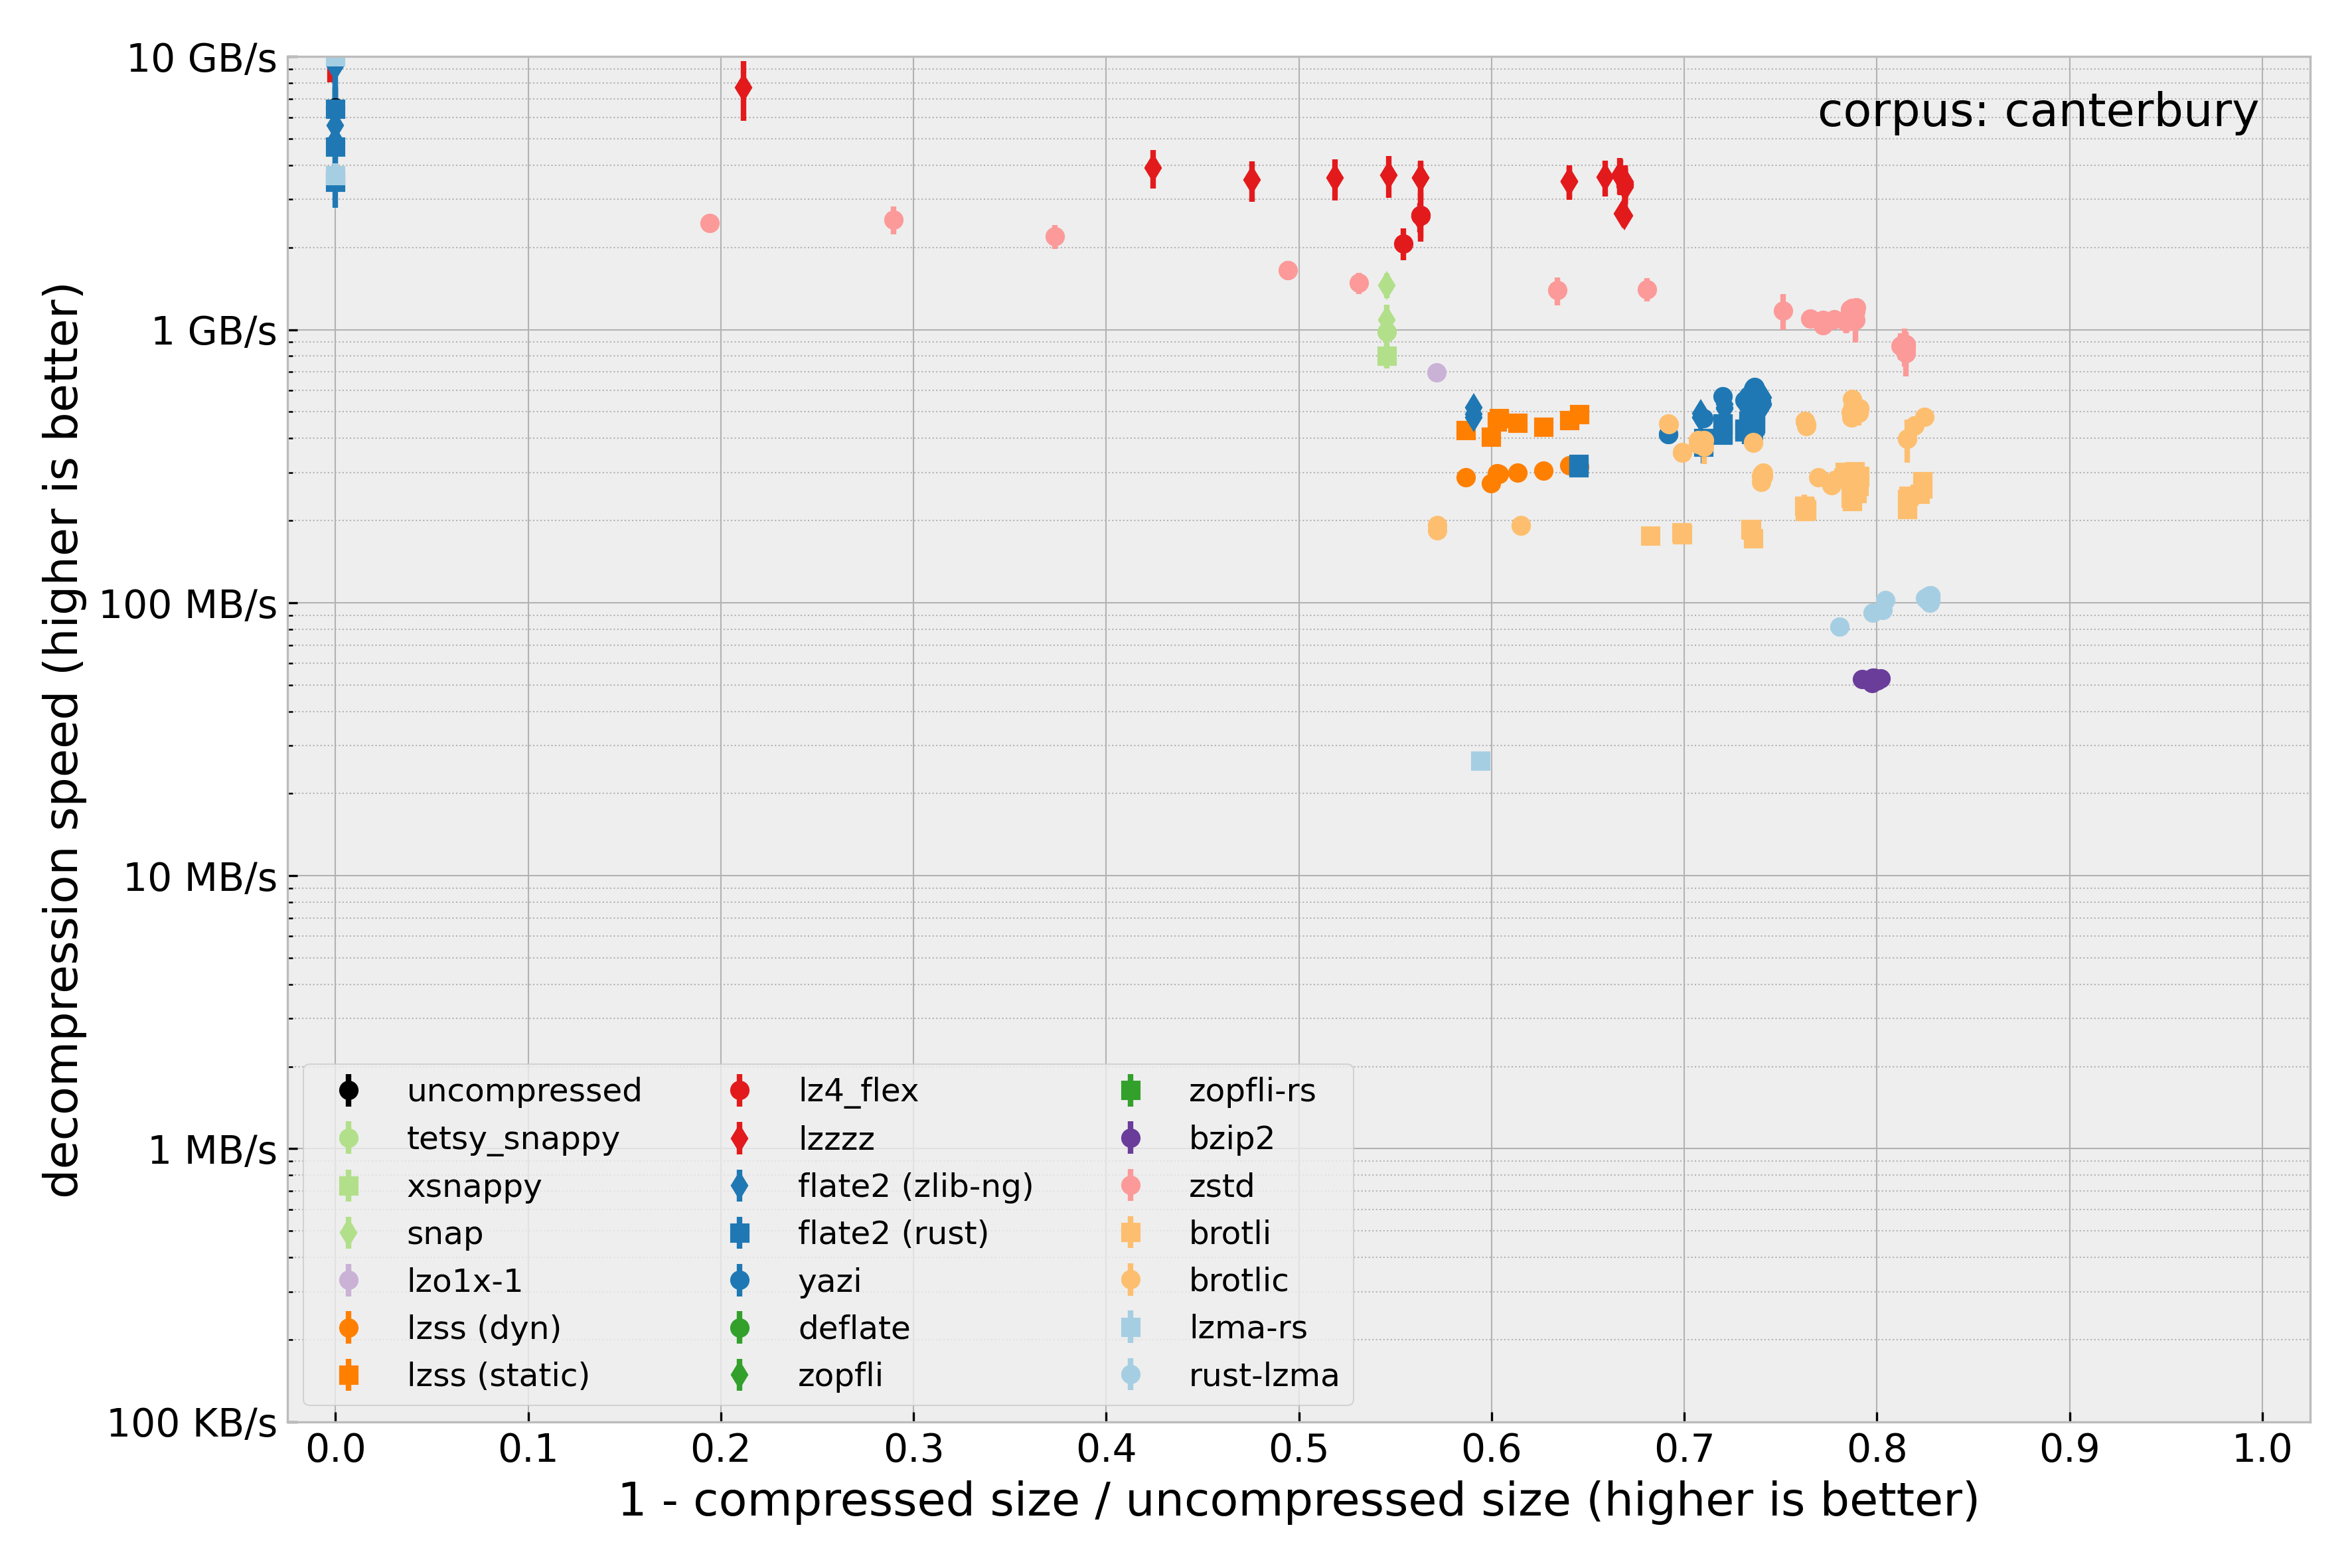 10 GB/s
corpus: canterbury
1 GB/s
100 MB/s
10 MB/s
1 MB/s
100 KB/s
decompression speed (higher is better)
uncompressed
tetsy_snappy
xsnappy
snap
lzo1x-1
lzss (dyn)
lzss (static)
lz4_flex
lzzzz
flate2 (zlib-ng)
flate2 (rust)
yazi
deflate
zopfli
zopfli-rs
bzip2
zstd
brotli
brotlic
lzma-rs
rust-lzma
0.0 0.1 0.2 0.3 0.4 0.5 0.6 0.7 0.8 0.9 1.0
1 - compressed size / uncompressed size (higher is better)